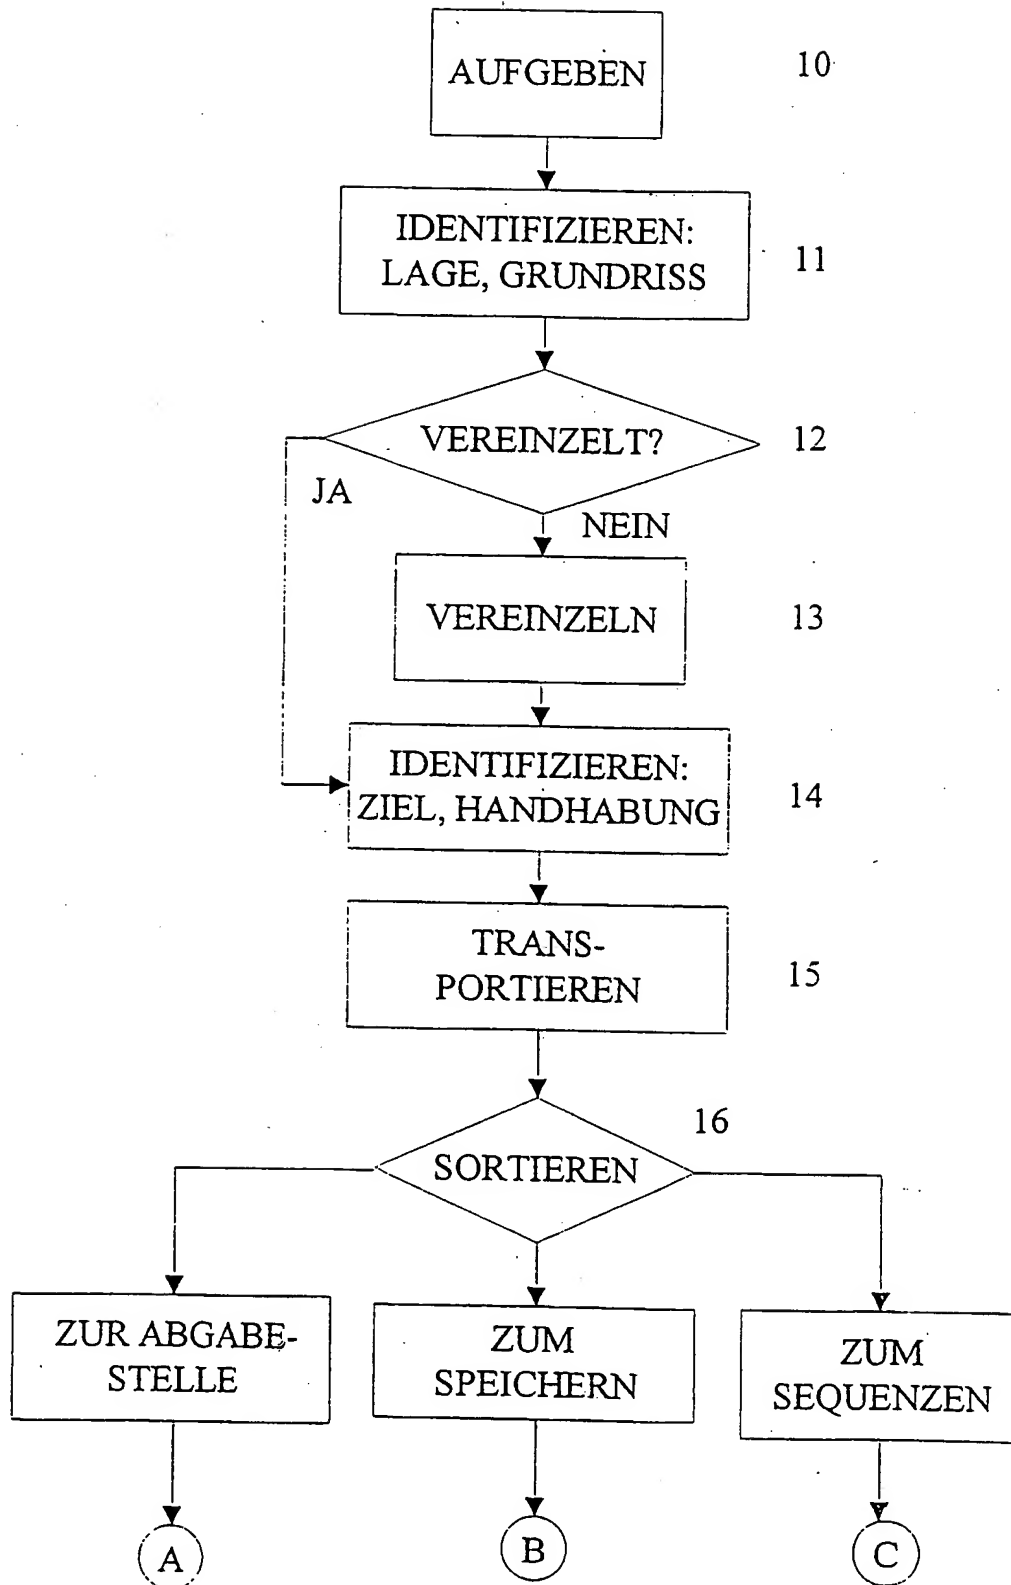 AUFGEBEN
10
IDENTIFIZIEREN:
LAGE, GRUNDRISS
11
VEREINZELT?
12
JA
NEIN
VEREINZELN
13
IDENTIFIZIEREN:
ZIEL, HANDHABUNG
14
TRANS-
PORTIEREN
15
16
SORTIEREN
ZUR ABGABE-
STELLE
ZUM
SPEICHERN
ZUM
SEQUENZEN
A
B
C